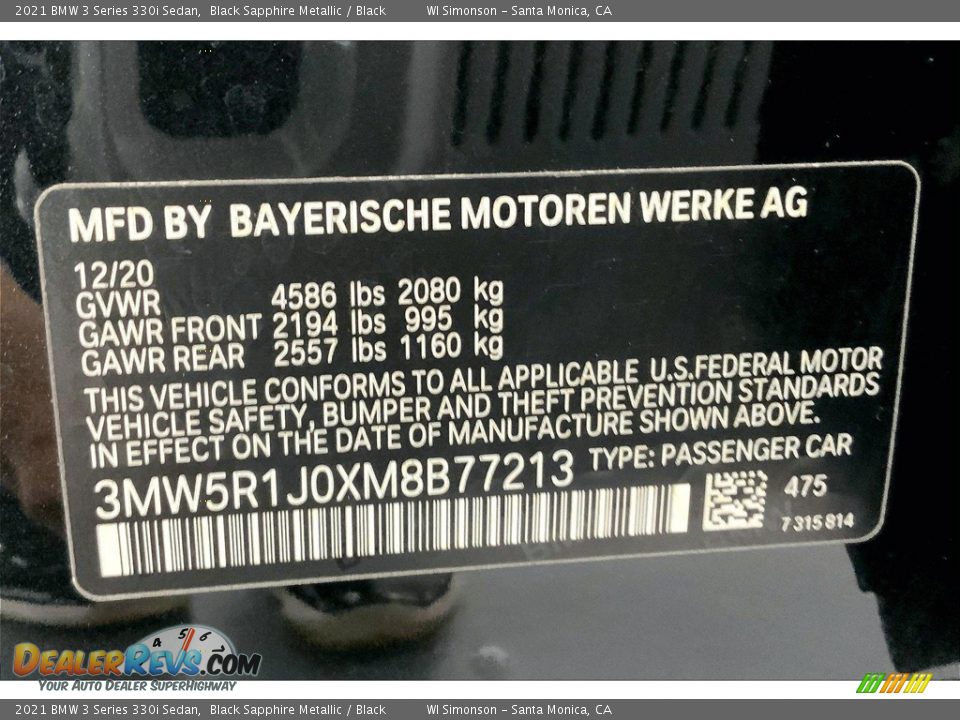 2021 BMW 3 Series 330i Sedan, Black Sapphire Metallic / Black WI Simonson - Santa Monica, CA
MFD BY BAYERISCHE MOTOREN WERKE AG
12/20
GVWR 4586 lbs 2080 kg
GAWR FRONT 2194 lbs 995 kg
GAWR REAR 2557 lbs 1160 kg
THIS VEHICLE CONFORMS TO ALL APPLICABLE U.S.FEDERAL MOTOR
VEHICLE SAFETY, BUMPER AND THEFT PREVENTION STANDARDS
IN EFFECT ON THE DATE OF MANUFACTURE SHOWN ABOVE.
3MW5R1J0XM8B77213 TYPE: PASSENGER CAR
475
7315814
4 5 6
DealerRevs.com
Your Auto Dealer SuperHighway
2021 BMW 3 Series 330i Sedan, Black Sapphire Metallic / Black WI Simonson - Santa Monica, CA